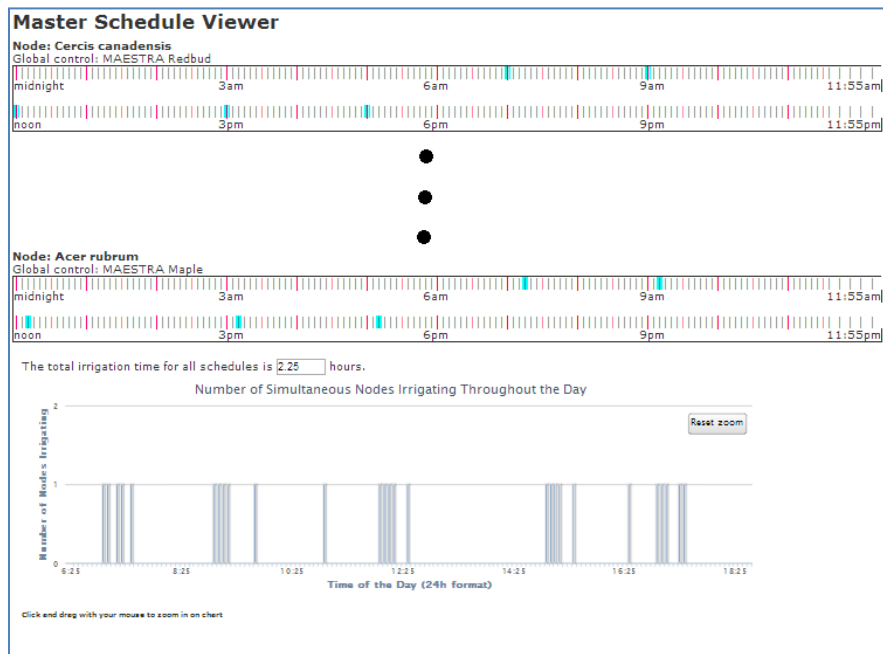 Master Schedule Viewer
Node: Cercis canadensis
Global control: MAESTRA Redbud
midnight 3am 6am 9am 11:55am
noon 3pm 6pm 9pm 11:55pm
Node: Acer rubrum
Global control: MAESTRA Maple
midnight 3am 6am 9am 11:55am
noon 3pm 6pm 9pm 11:55pm
The total irrigation time for all schedules is 2.25 hours.
Number of Simultaneous Nodes Irrigating Throughout the Day
Reset zoom
Number of Nodes Irrigating
2
1
0
6:25 8:25 10:25 12:25 14:25 16:25 18:25
Time of the Day (24h format)
Click and drag with your mouse to zoom in on chart